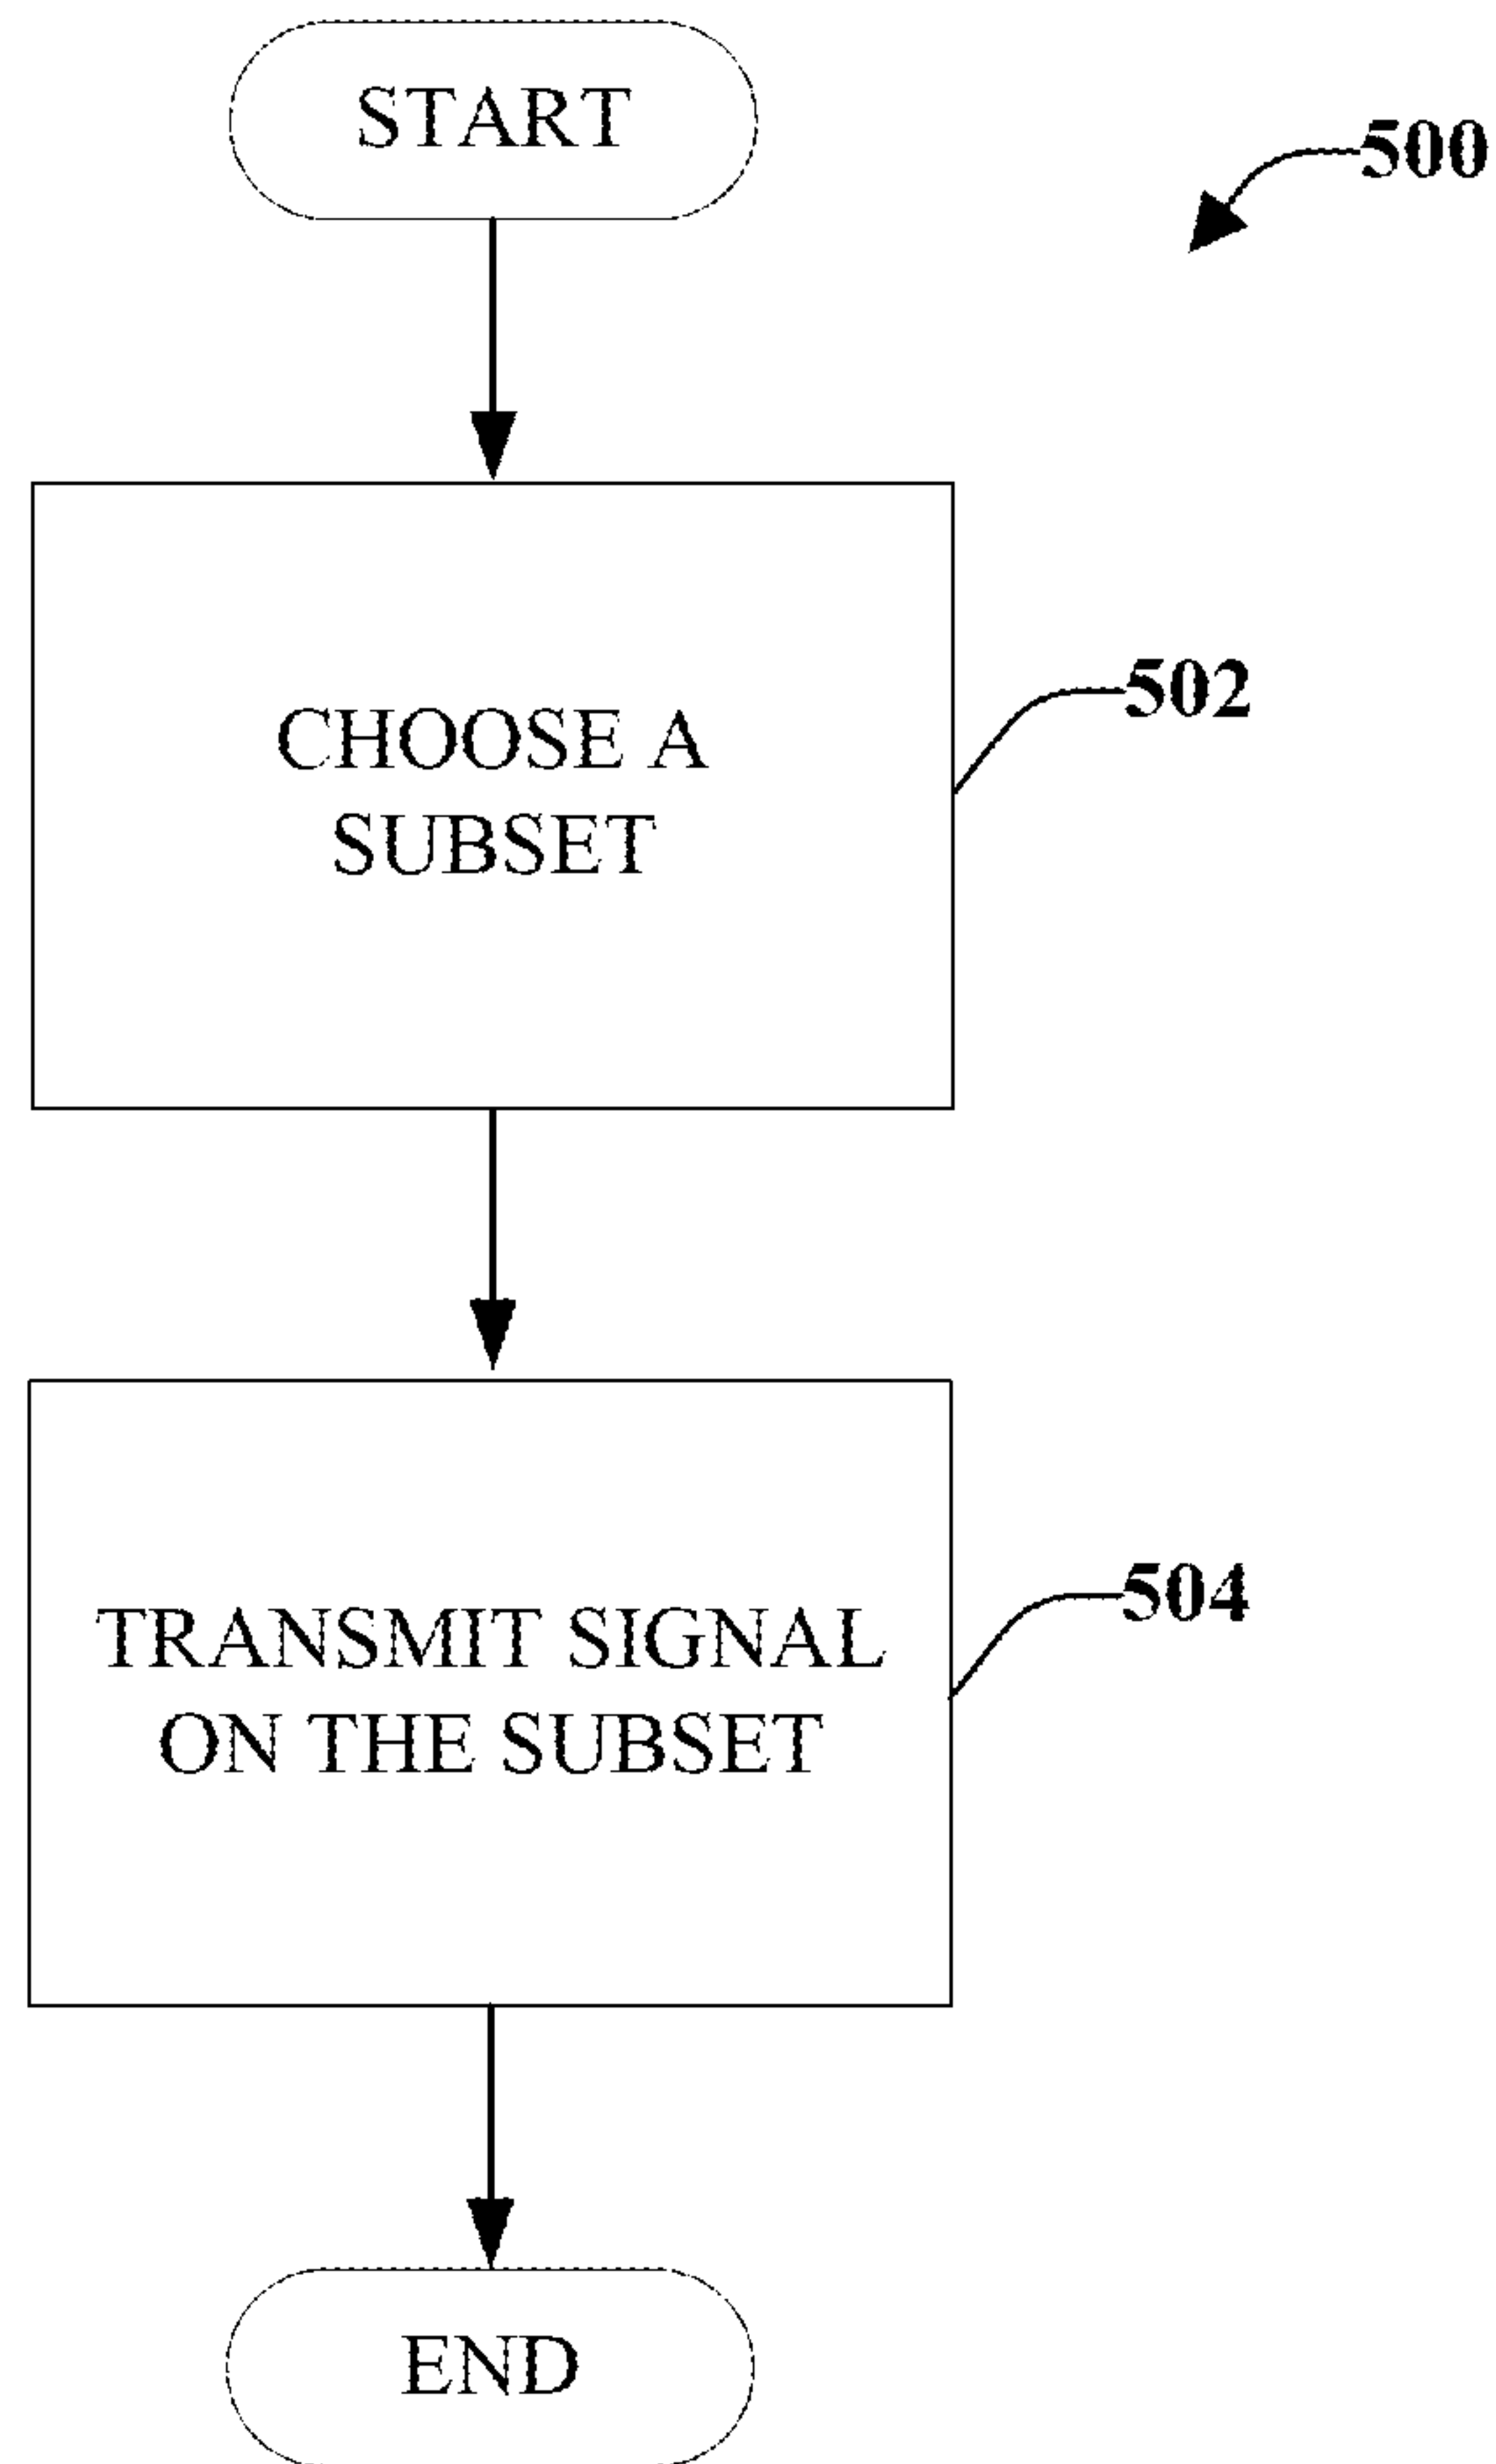 START
500
CHOOSE A
SUBSET
502
TRANSMIT SIGNAL
ON THE SUBSET
504
END